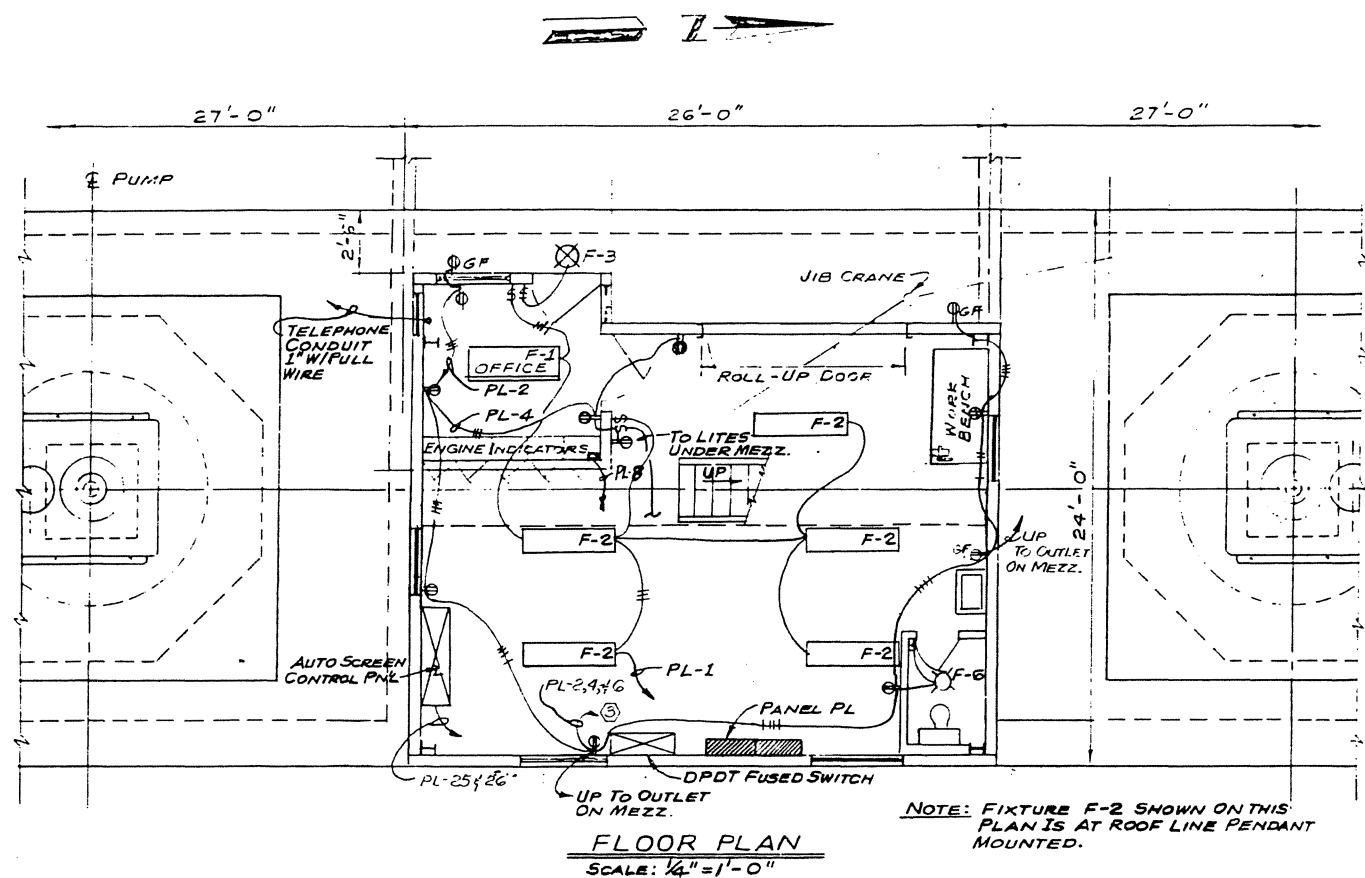 N
27'-0"
26'-0"
27'-0"
℄ PUMP
2'-6"
GF
F-3
JIB CRANE
GF
TELEPHONE
CONDUIT
1" W/PULL
WIRE
F-1
OFFICE
PL-2
ROLL-UP DOOR
WORK
BENCH
PL-4
SS
SS
F-2
TO LITES
UNDER MEZZ.
ENGINE INDICATORS
PL-8
UP
24'-0"
F-2
F-2
GF
UP
TO OUTLET
ON MEZZ.
F-2
F-2
AUTO SCREEN
CONTROL PNL
PL-1
F-6
PL-2,4,&6
3
PANEL PL
PL-25 & 26
DPDT FUSED SWITCH
UP TO OUTLET
ON MEZZ.
NOTE: FIXTURE F-2 SHOWN ON THIS
PLAN IS AT ROOF LINE PENDANT
MOUNTED.
FLOOR PLAN
SCALE: 1/4" = 1'-0"